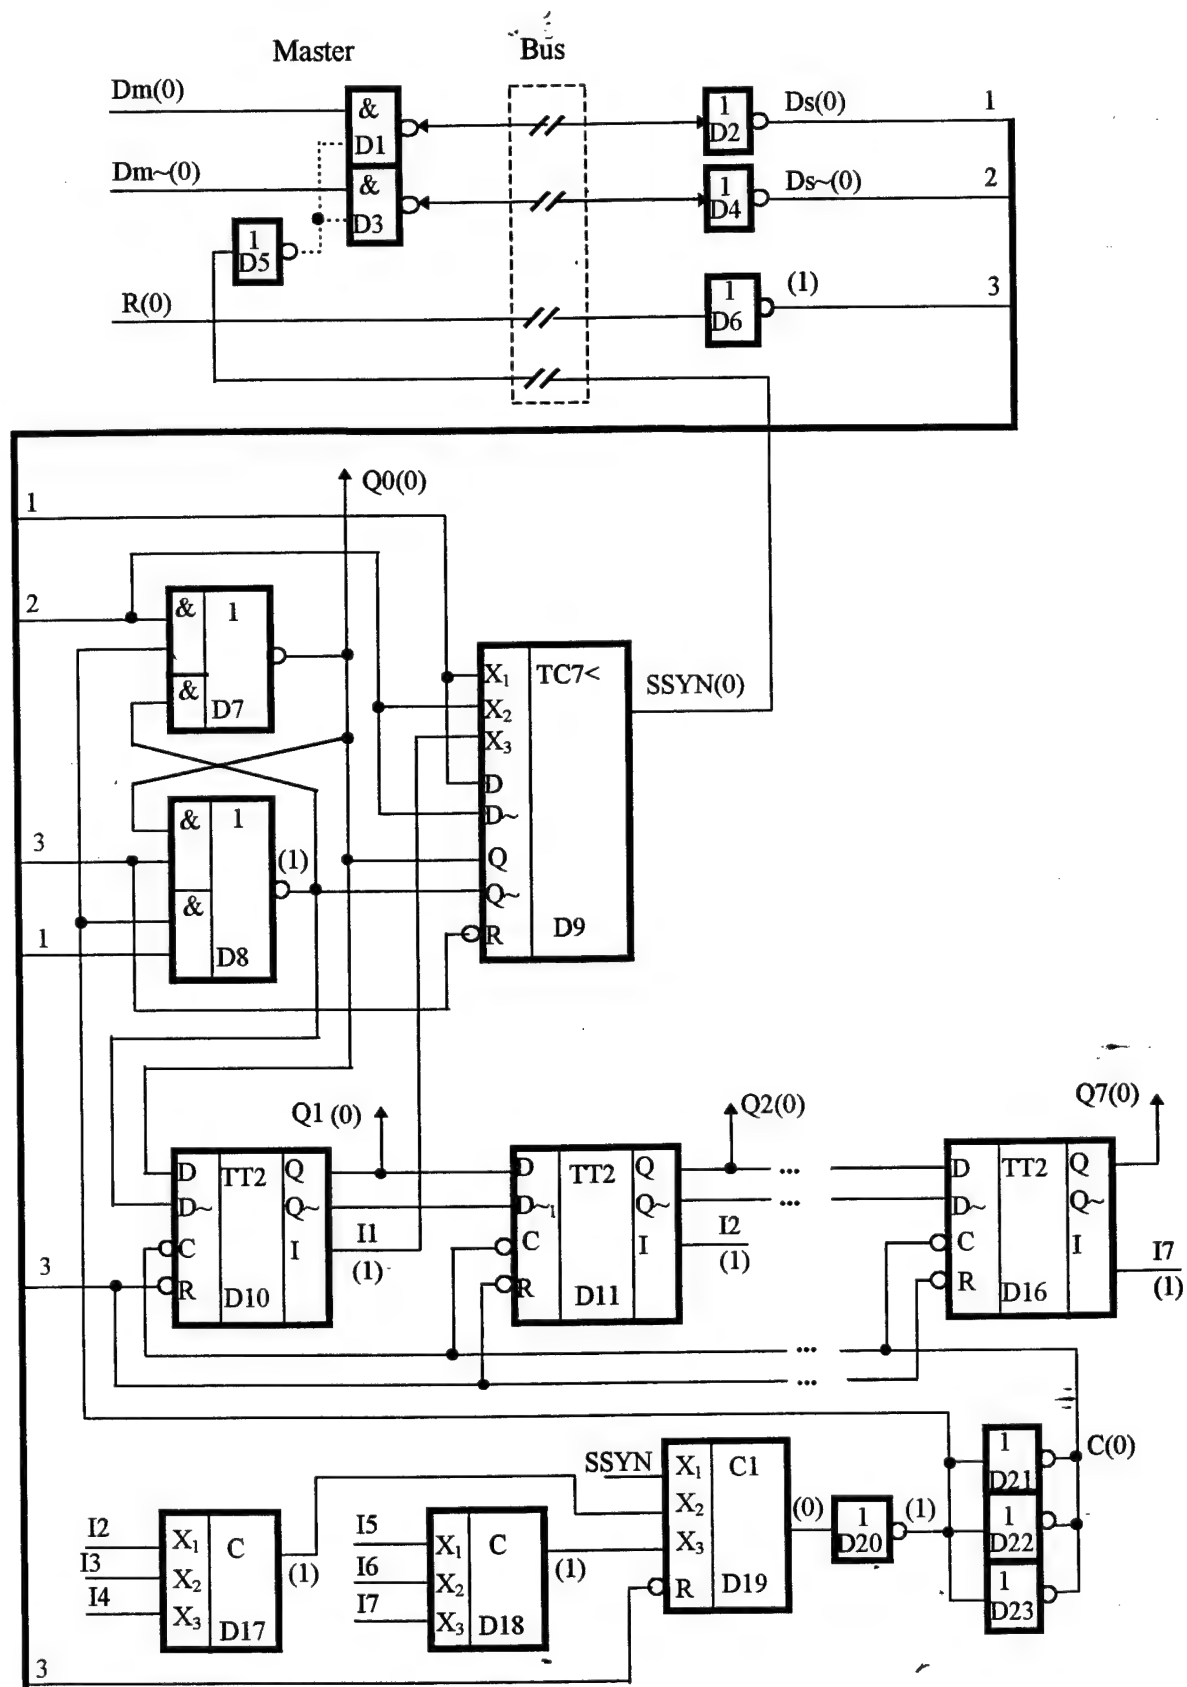 Master Bus
Dm(0)
&
D1
1
D2
Ds(0)
1
Dm~(0)
&
D3
1
D4
Ds~(0)
2
1
D5
R(0)
1
D6
(1)
3
Q0(0)
1
2
&
1
&
D7
X1
TC7<
X2
X3
D
D~
Q
Q~
R
D9
SSYN(0)
3
&
1
(1)
&
D8
1
Q1 (0)
Q2(0)
Q7(0)
D
TT2
Q
D~
Q~
C
I
R
D10
I1
(1)
D
TT2
Q
D~1
Q~
C
I
R
D11
I2
(1)
...
...
D
TT2
Q
D~
Q~
C
I
R
D16
I7
(1)
3
...
...
SSYN
X1
C1
X2
X3
R
D19
(0)
1
D20
(1)
1
D21
1
D22
1
D23
C(0)
I2
I3
I4
X1
C
X2
X3
D17
(1)
I5
I6
I7
X1
C
X2
X3
D18
(1)
3